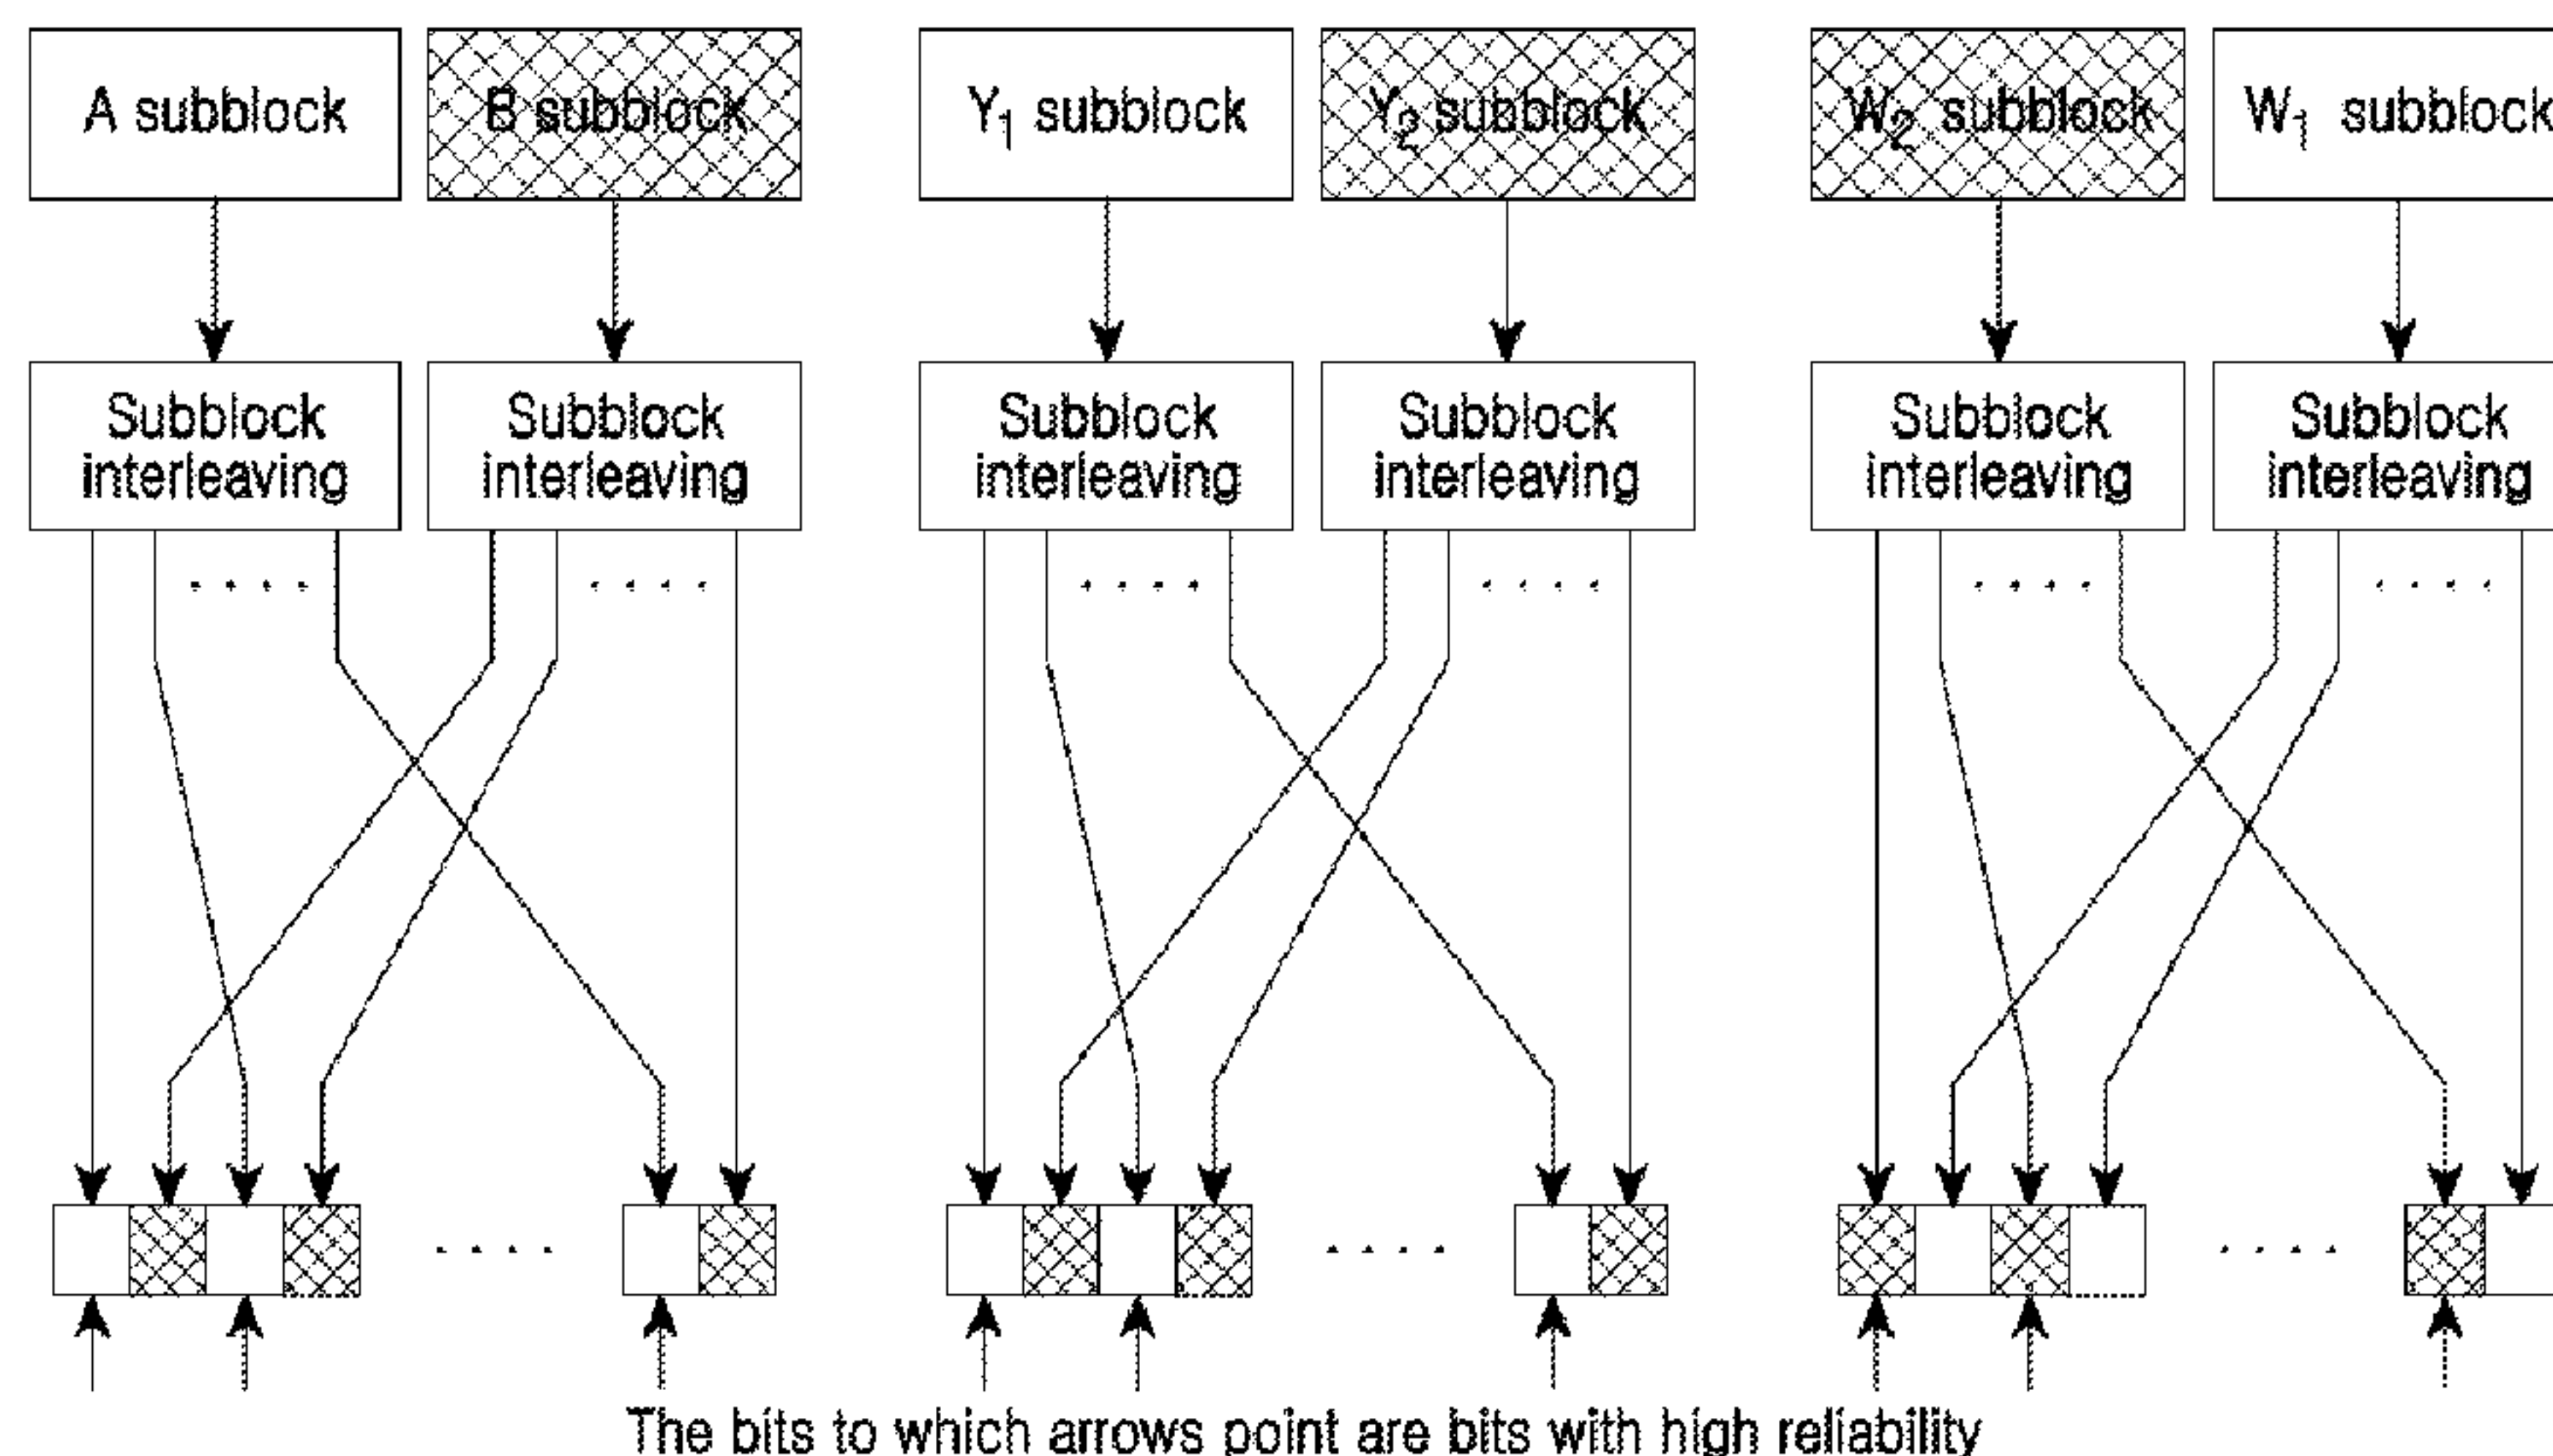 A subblock
B subblock
Y1 subblock
Y2 subblock
W2 subblock
W1 subblock
Subblock
interleaving
Subblock
interleaving
Subblock
interleaving
Subblock
interleaving
Subblock
interleaving
Subblock
interleaving
The bits to which arrows point are bits with high reliability